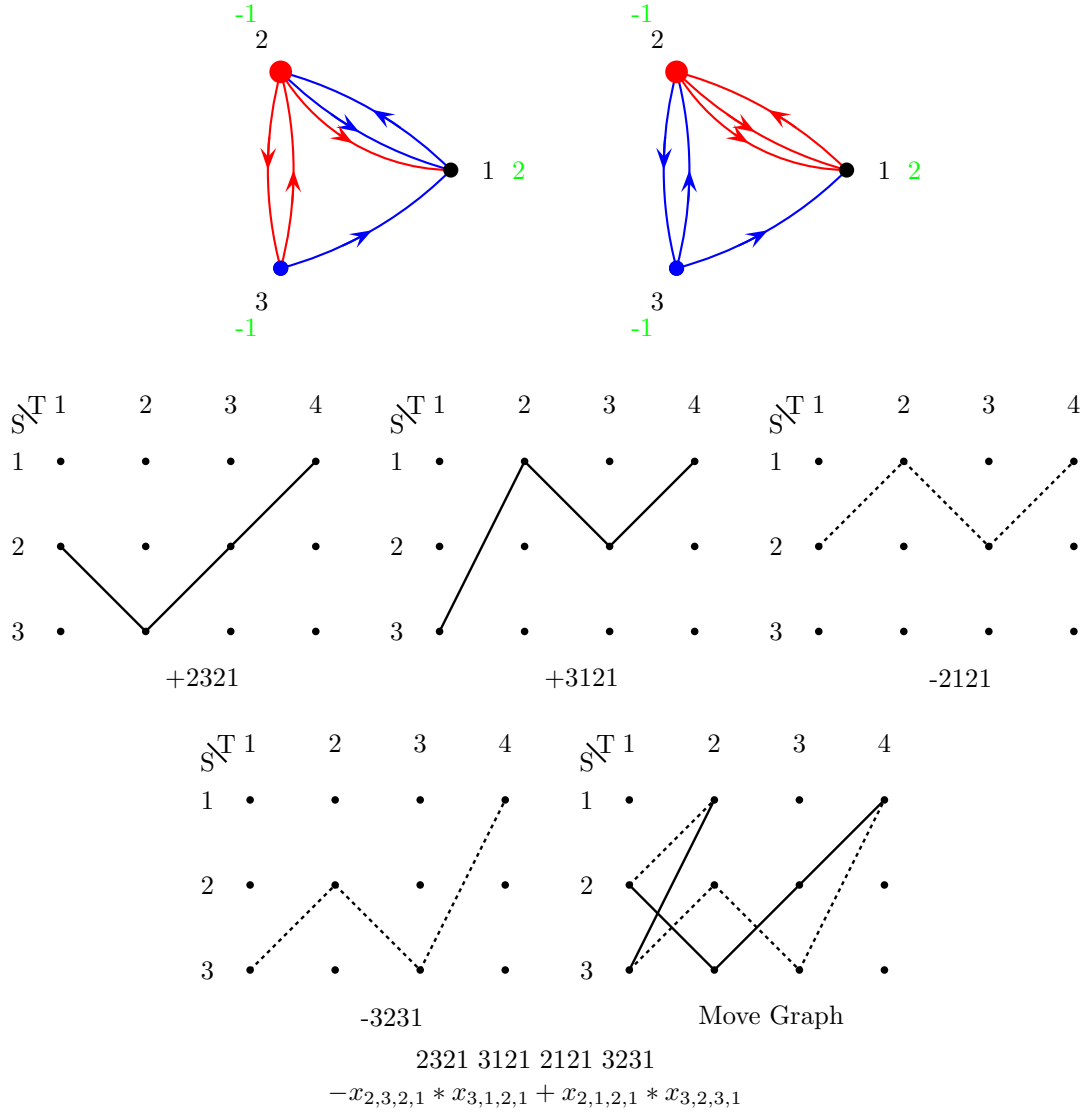 -1 -1
2 2
1 2 1 2
3 3
-1 -1
S\T 1 2 3 4 S\T 1 2 3 4 S\T 1 2 3 4
1 1 1
2 2 2
3 3 3
+2321 +3121 -2121
S\T 1 2 3 4 S\T 1 2 3 4
1 1
2 2
3 3
-3231 Move Graph
2321 3121 2121 3231
$-x_{2,3,2,1} * x_{3,1,2,1} + x_{2,1,2,1} * x_{3,2,3,1}$